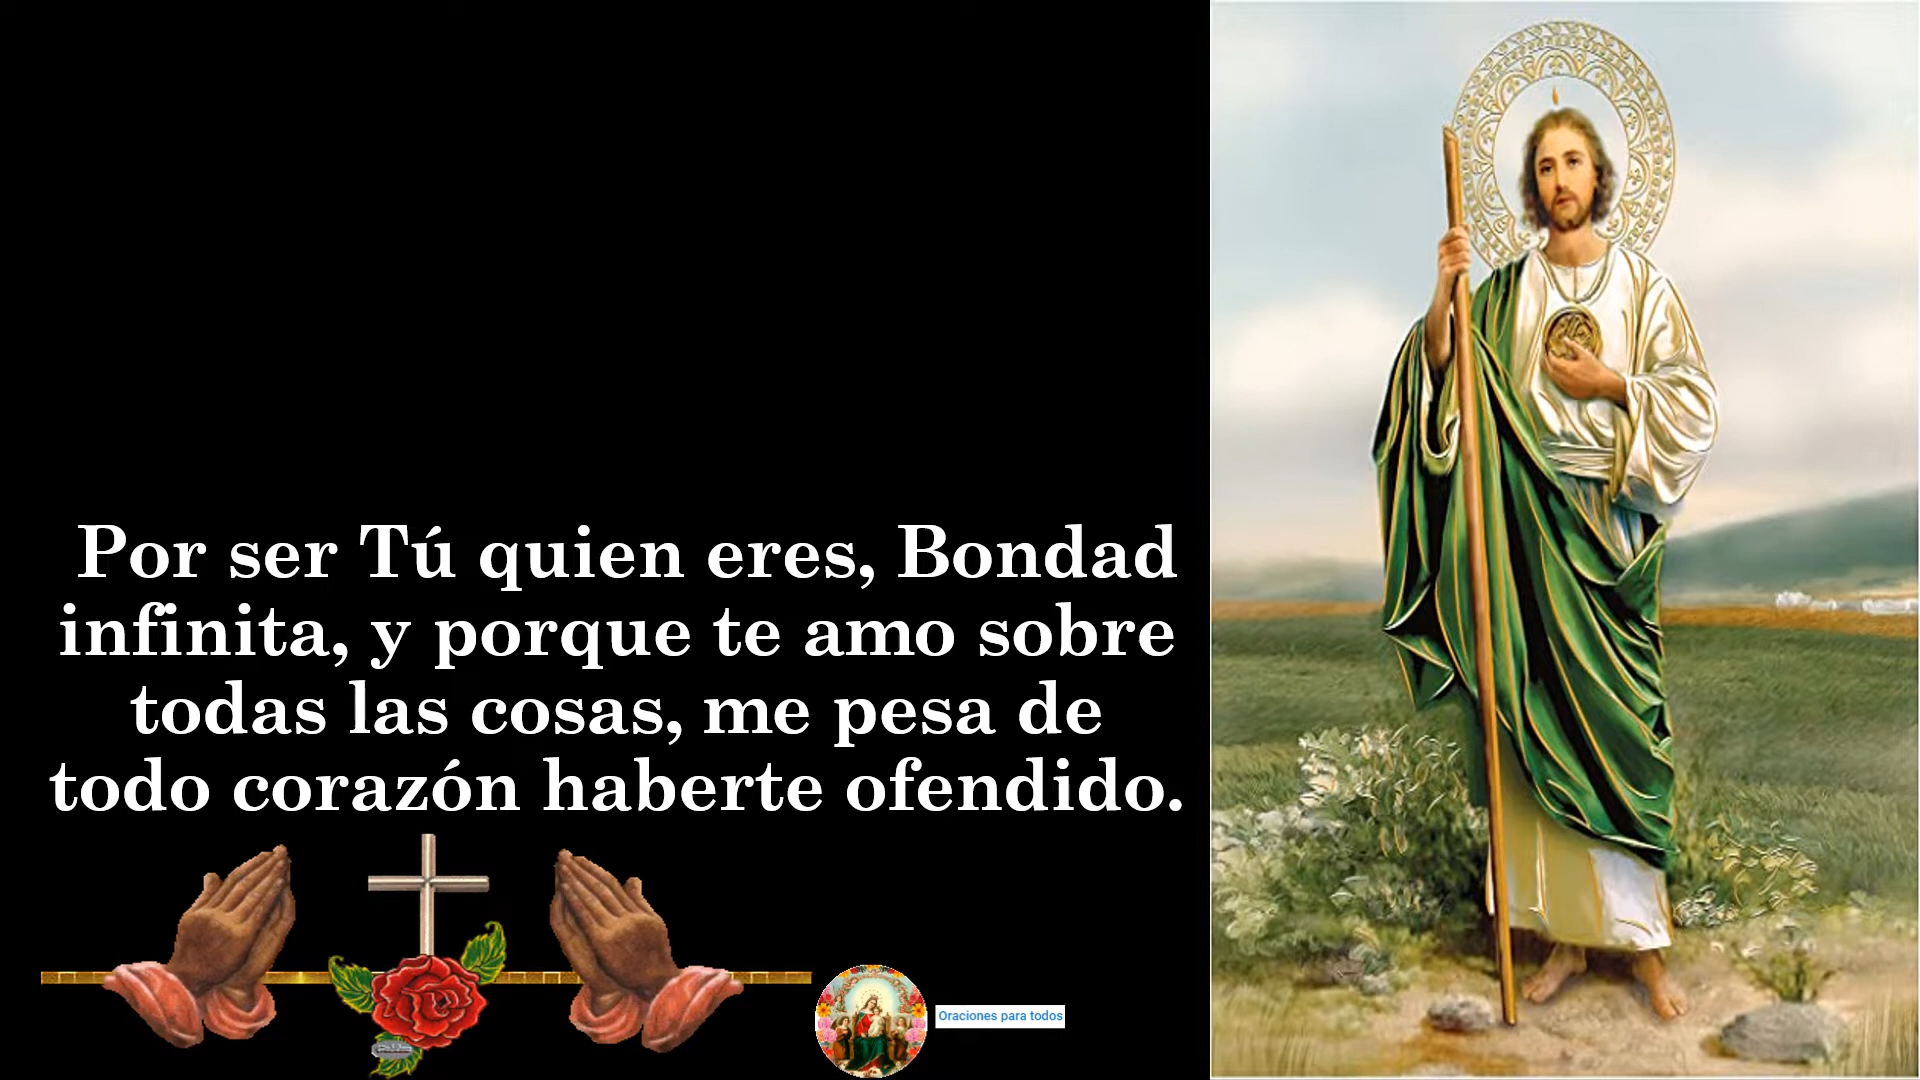 Por ser Tú quien eres, Bondad
infinita, y porque te amo sobre
todas las cosas, me pesa de
todo corazón haberte ofendido.
Oraciones para todos